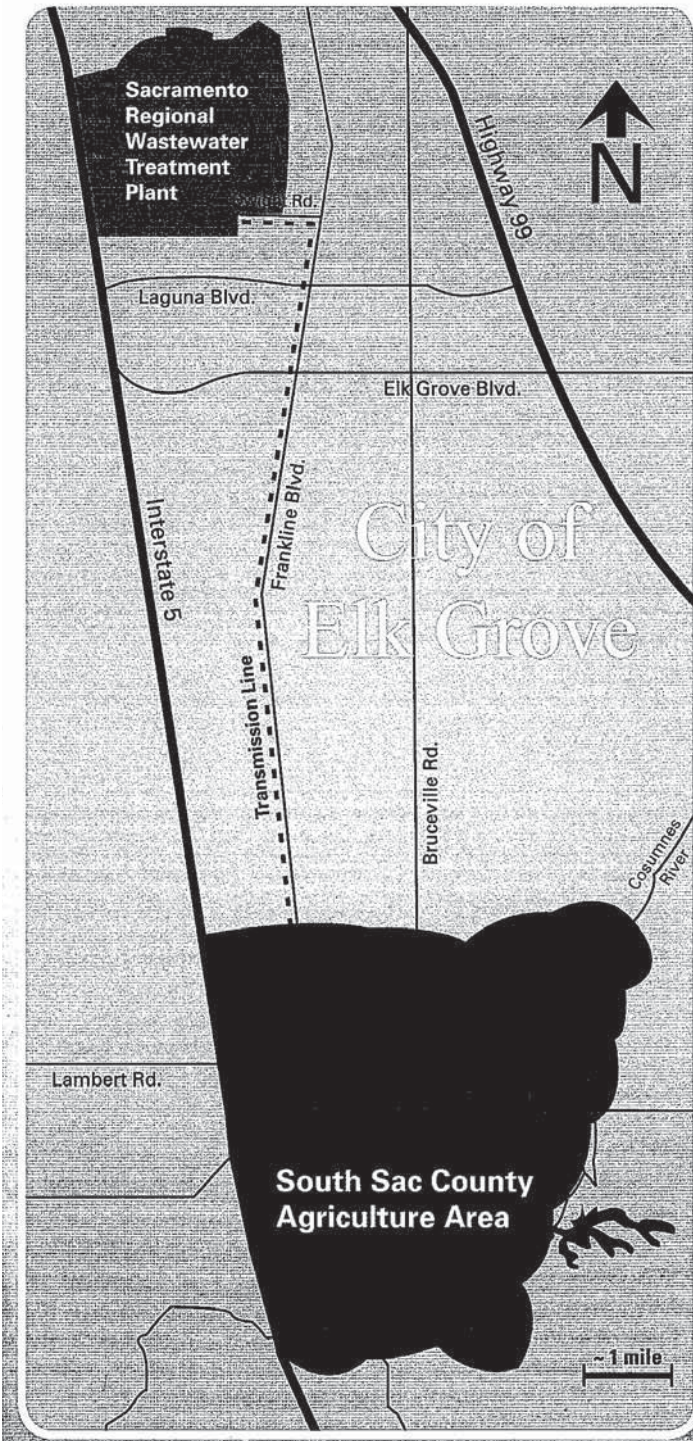 Sacramento
Regional
Wastewater
Treatment
Plant
Rd.
N
Highway 99
Laguna Blvd.
Elk Grove Blvd.
Interstate 5
Frankline Blvd.
City of
Elk Grove
Transmission Line
Bruceville Rd.
Cosumnes
River
Lambert Rd.
South Sac County
Agriculture Area
~ 1 mile